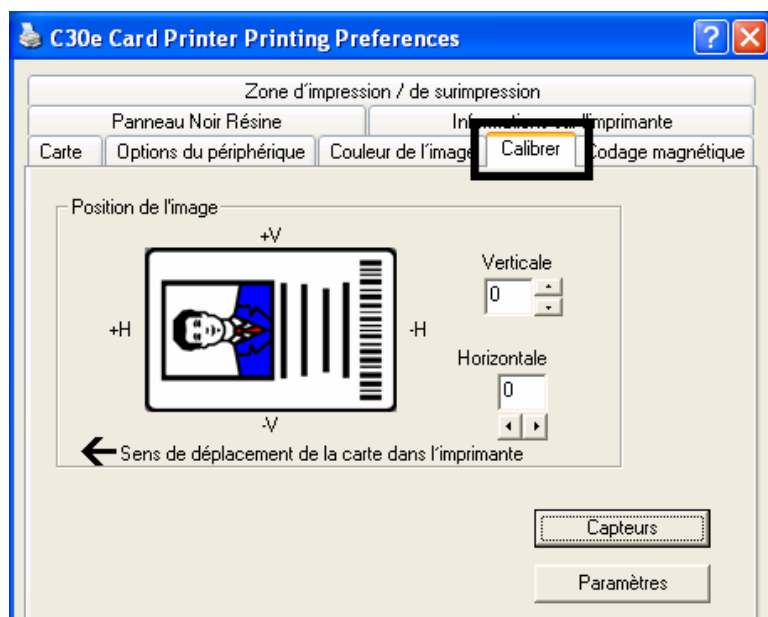 C30e Card Printer Printing Preferences
Zone d'impression / de surimpression
Panneau Noir Résine
l'imprimante
Carte
Options du périphérique
Couleur de l'image
Calibrer
Codage magnétique
Position de l'image
+V
Verticale
0
+H
-H
Horizontale
0
-V
Sens de déplacement de la carte dans l'imprimante
Capteurs
Paramètres